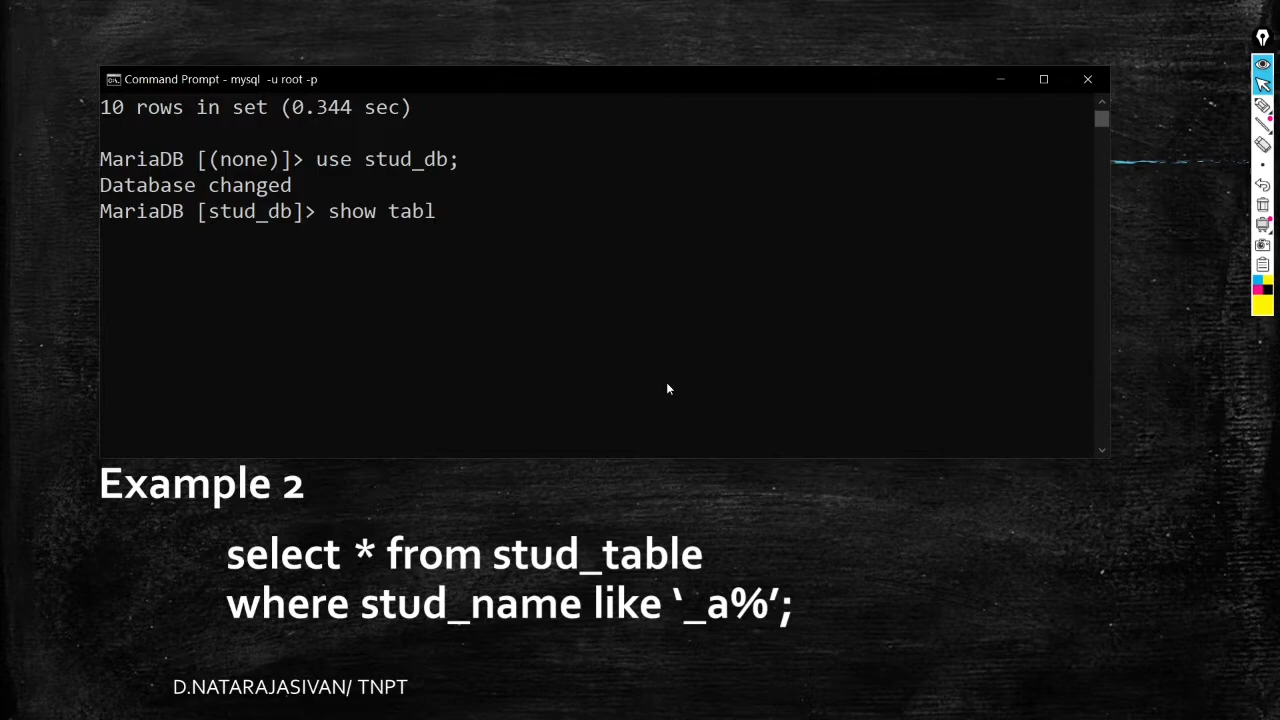 Command Prompt - mysql -u root -p
10 rows in set (0.344 sec)
MariaDB [(none)]> use stud_db;
Database changed
MariaDB [stud_db]> show tabl
Example 2
select * from stud_table
where stud_name like ‘_a%’;
D.NATARAJASIVAN/ TNPT